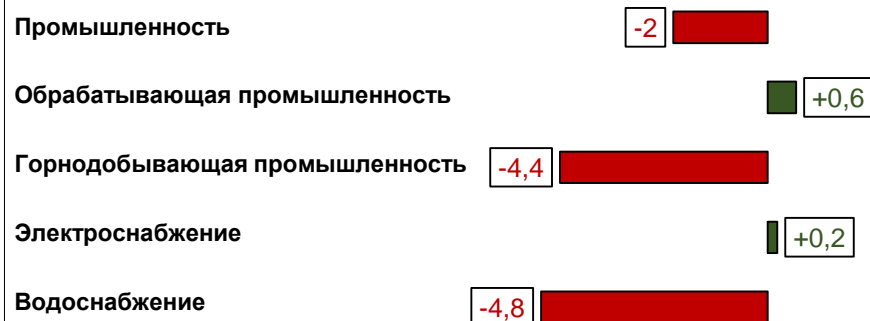 Промышленность -2
Обрабатывающая промышленность +0,6
Горнодобывающая промышленность -4,4
Электроснабжение +0,2
Водоснабжение -4,8